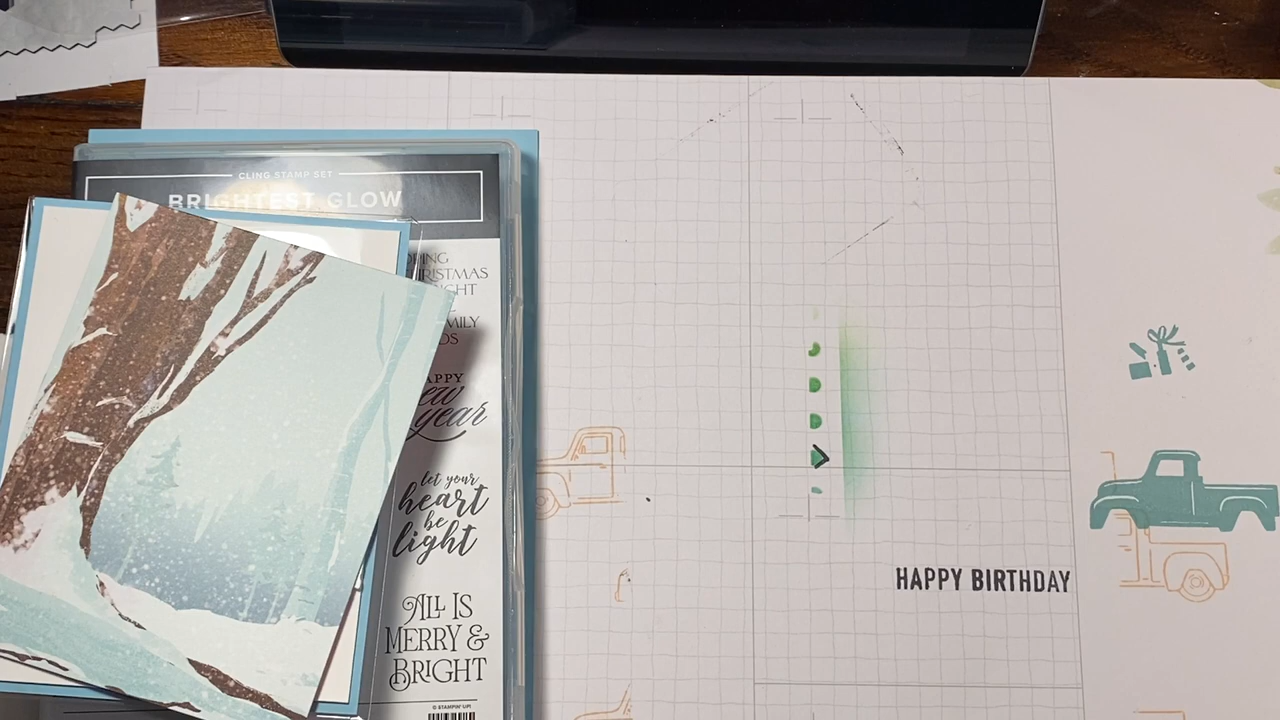 CLING STAMP SET
BRIGHTEST GLOW
NEW
year
let your
heart
be
light
ALL IS
MERRY &
BRIGHT
© STAMPIN' UP!
HAPPY BIRTHDAY